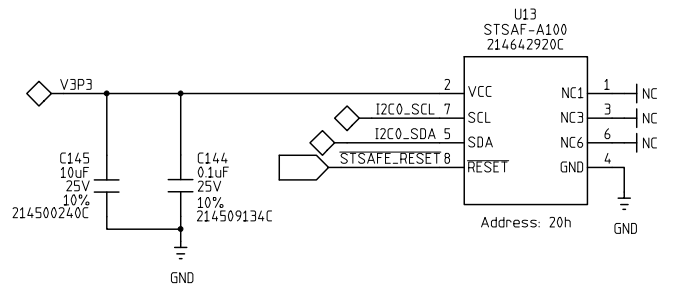 U13
STSAF-A100
214642920C
V3P3
2
VCC
NC1
1
NC
I2C0_SCL
7
SCL
NC3
3
NC
I2C0_SDA
5
SDA
NC6
6
NC
STSAFE_RESET
8
RESET
GND
4
C145
10uF
25V
10%
214500240C
C144
0.1uF
25V
10%
214509134C
Address: 20h
GND
GND